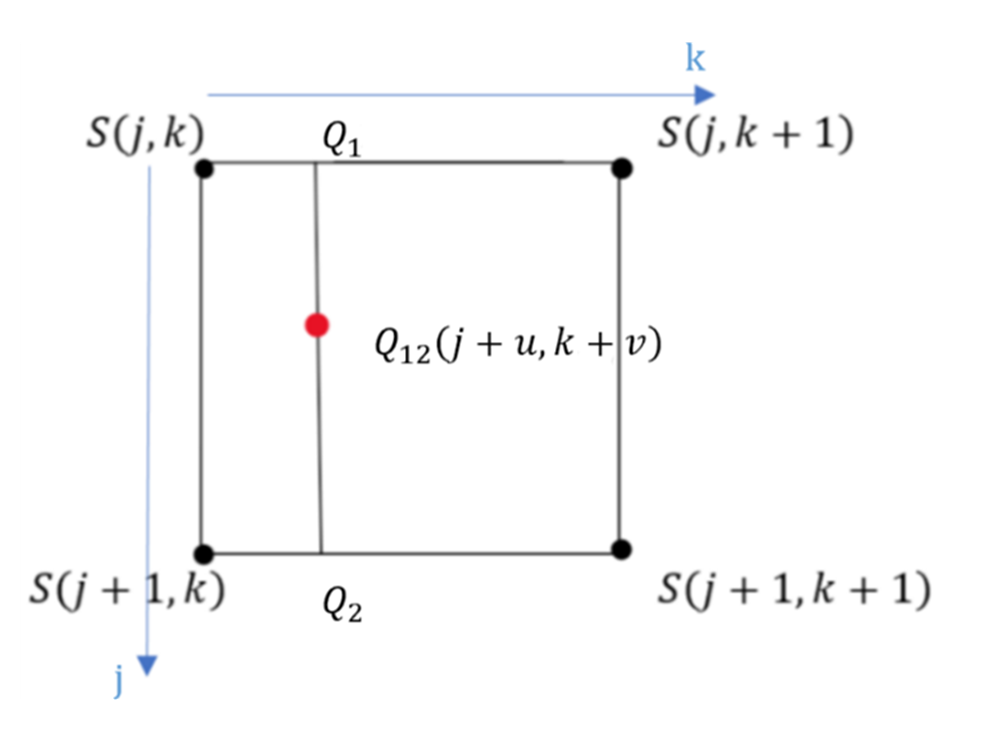 k
S(j,k)
Q₁
S(j,k + 1)
Q₁₂(j + u,k + v)
S(j + 1,k)
Q₂
S(j + 1,k + 1)
j